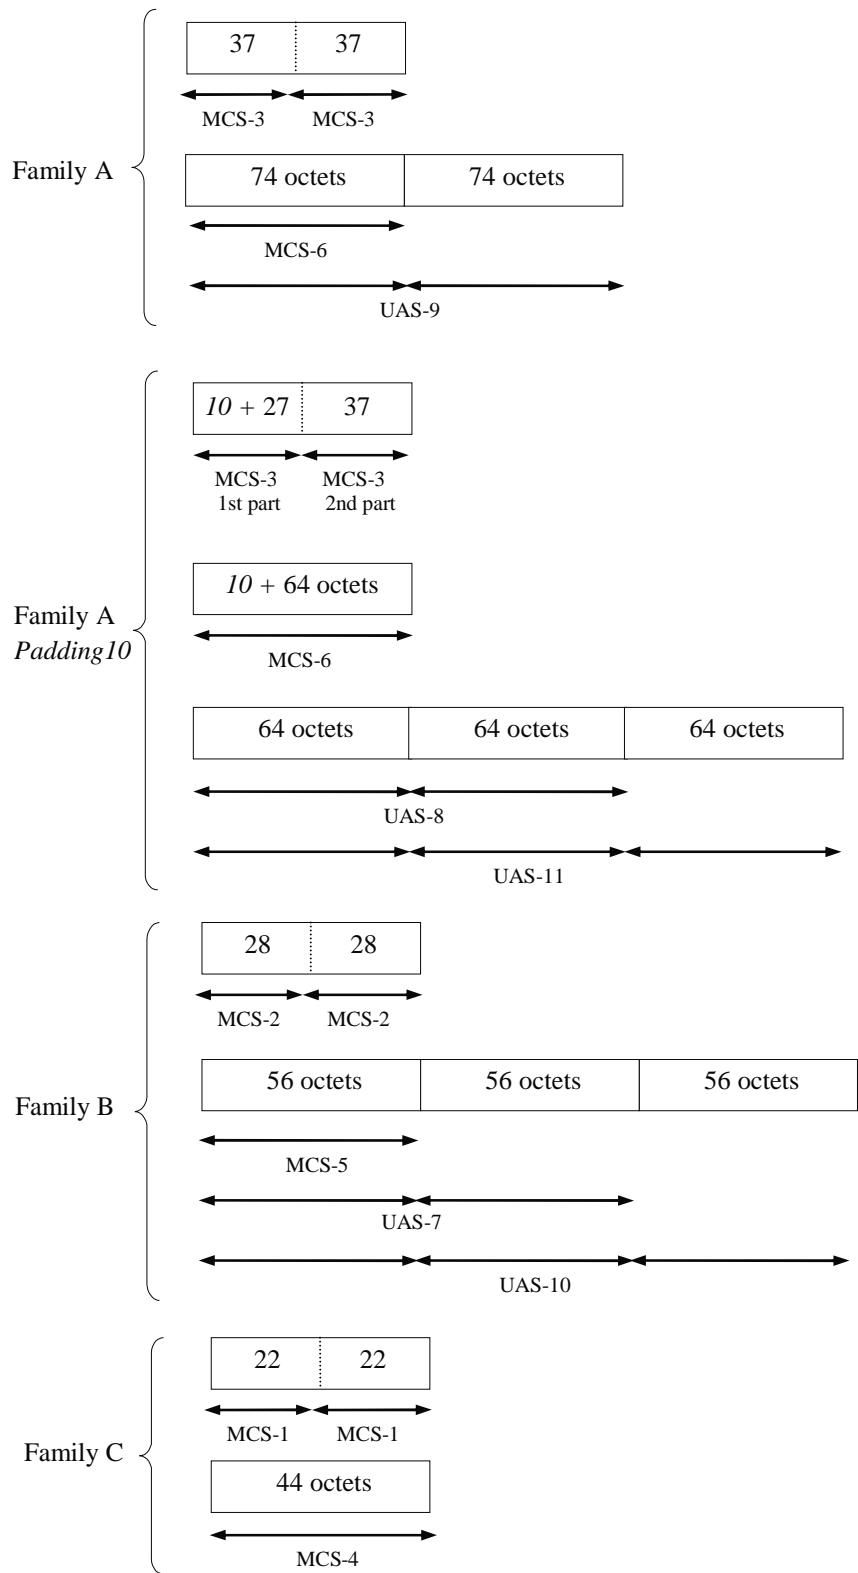 37 37
MCS-3 MCS-3
Family A
74 octets 74 octets
MCS-6
UAS-9
10 + 27 37
MCS-3 MCS-3
1st part 2nd part
10 + 64 octets
Family A
Padding10
MCS-6
64 octets 64 octets 64 octets
UAS-8
UAS-11
28 28
MCS-2 MCS-2
56 octets 56 octets 56 octets
Family B
MCS-5
UAS-7
UAS-10
22 22
MCS-1 MCS-1
Family C
44 octets
MCS-4